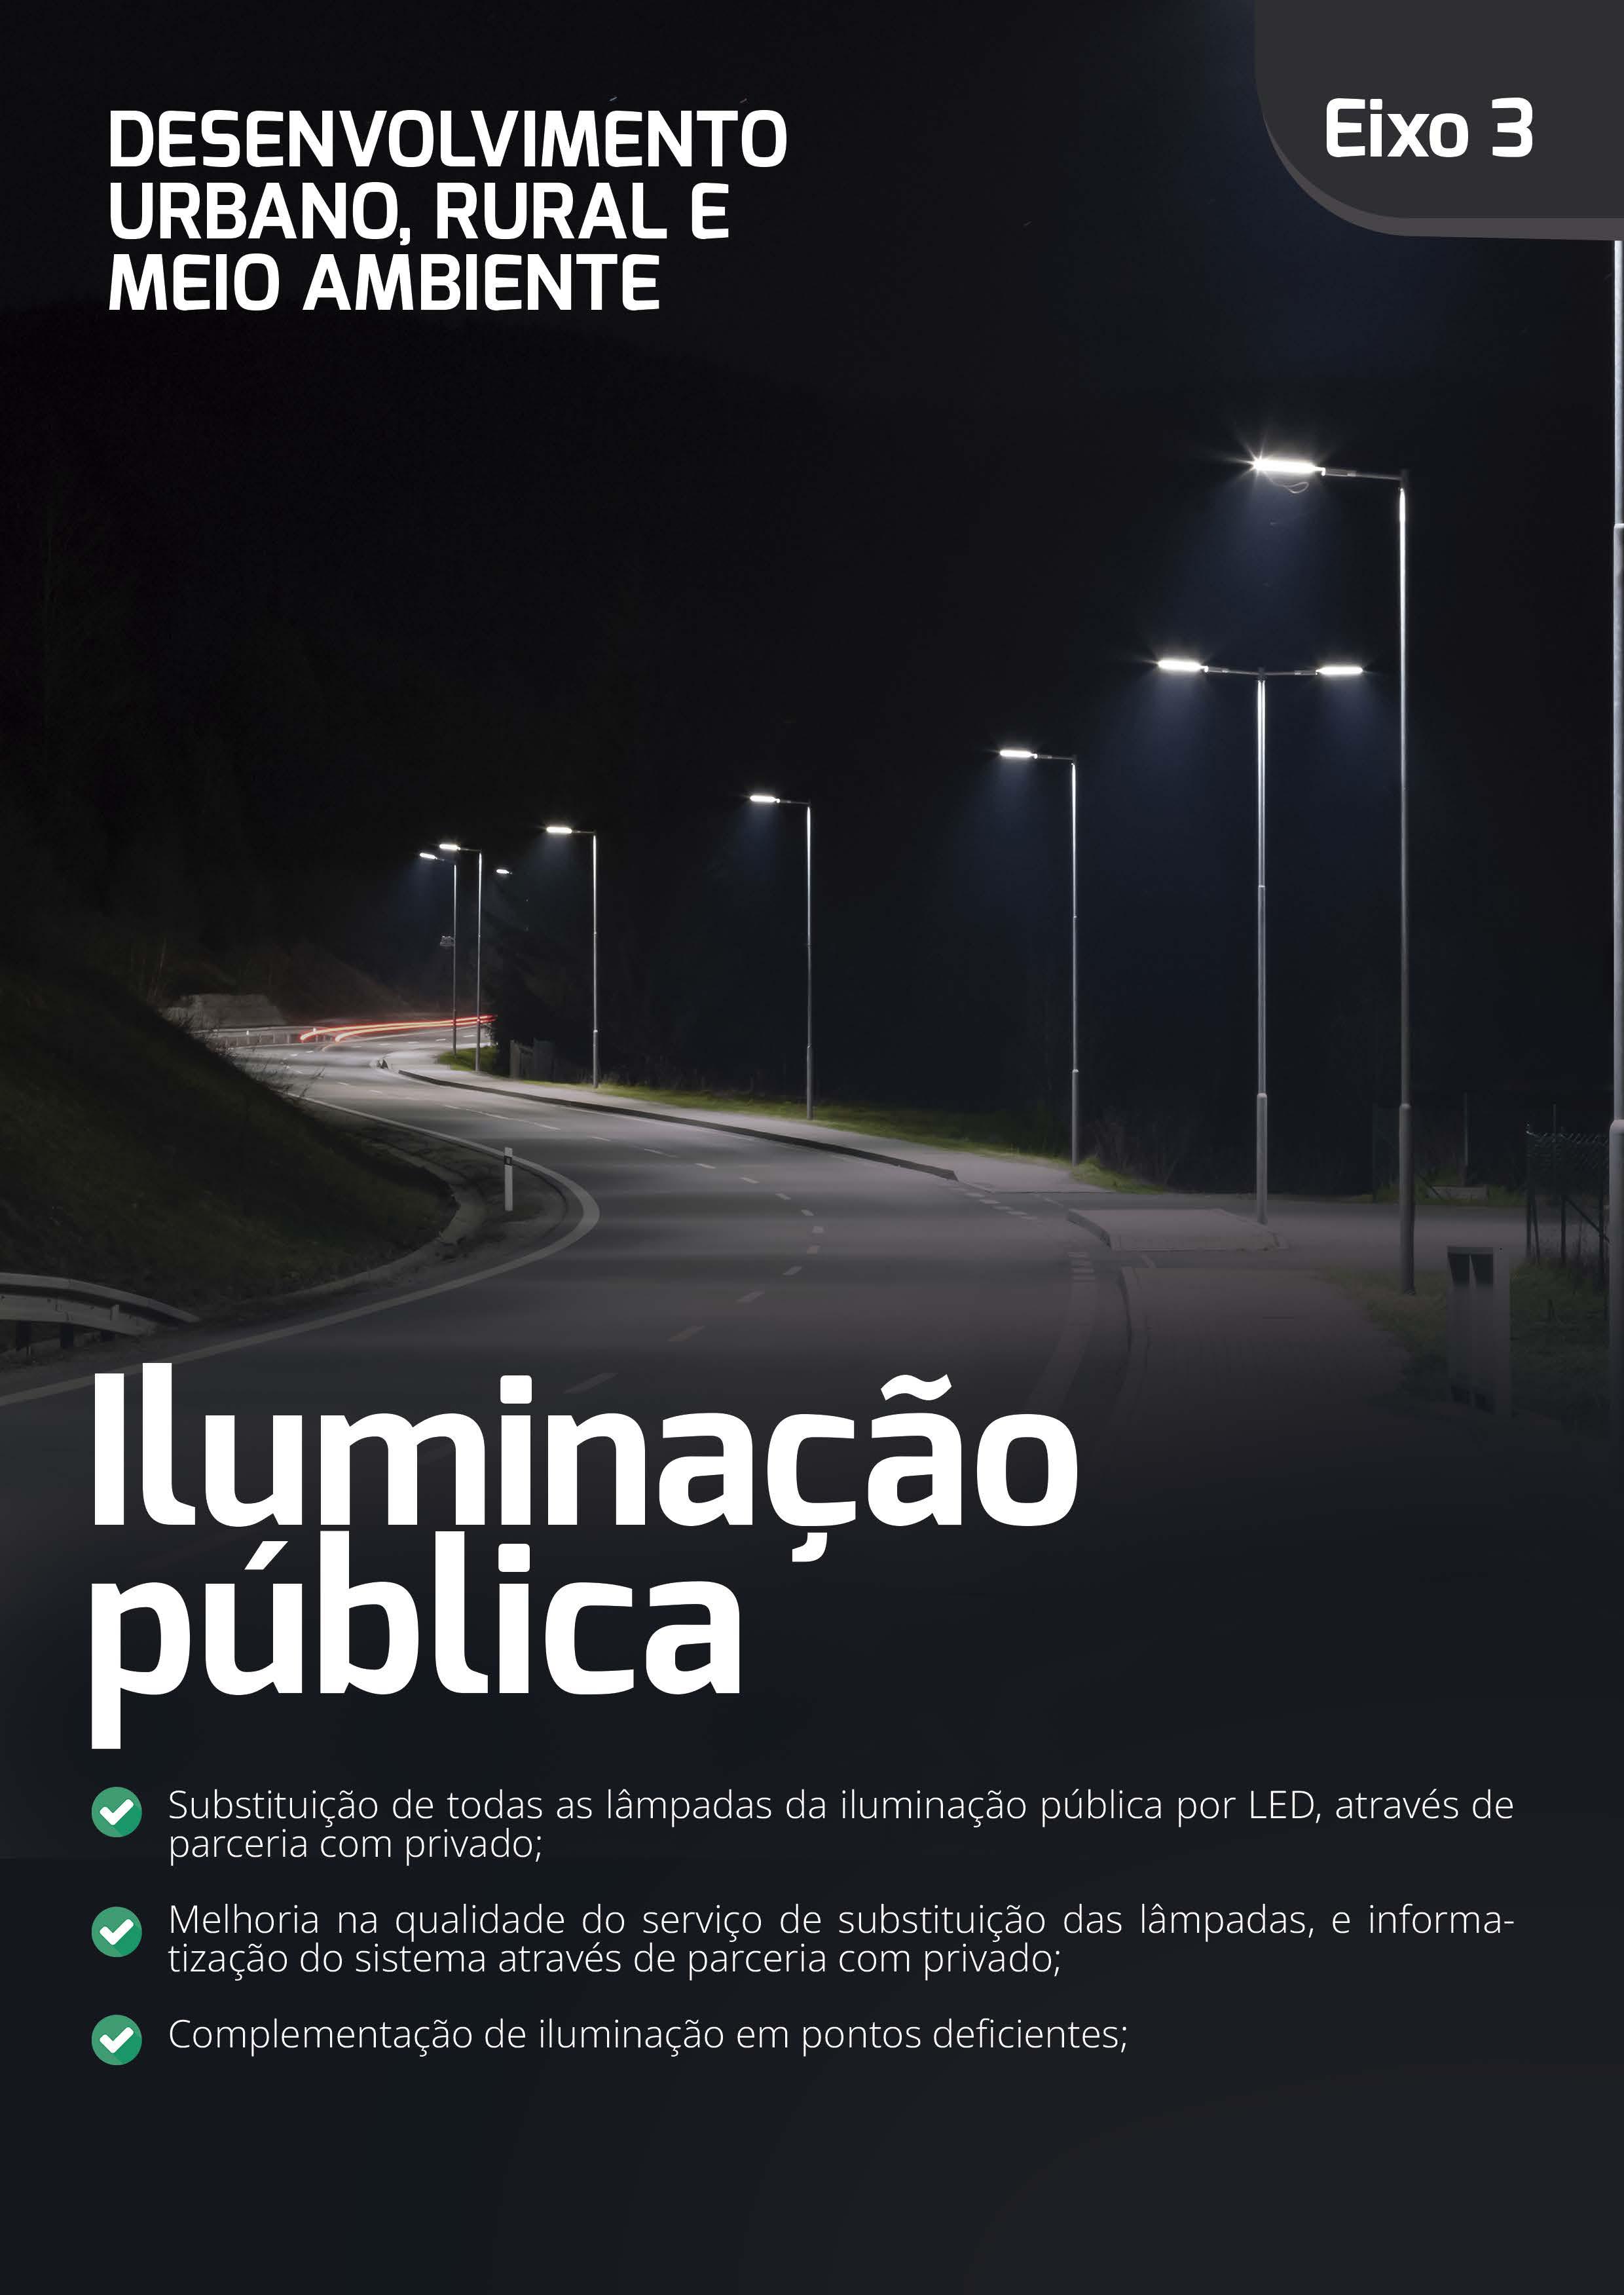 DESENVOLVIMENTO
URBANO, RURAL E
MEIO AMBIENTE
Eixo 3
Iluminação
pública
Substituição de todas as lâmpadas da iluminação pública por LED, através de
parceria com privado;
Melhoria na qualidade do serviço de substituição das lâmpadas, e informa-
tização do sistema através de parceria com privado;
Complementação de iluminação em pontos deficientes;